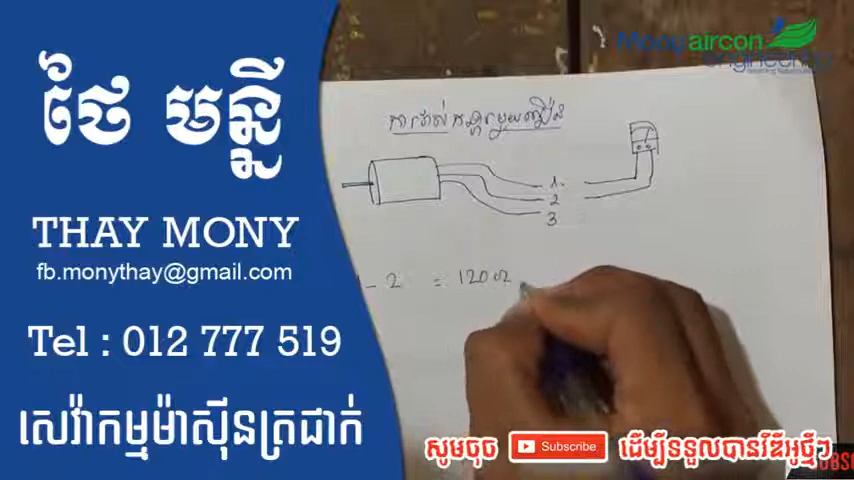 ថៃ មន្នី
THAY MONY
fb.monythay@gmail.com
Tel : 012 777 519
សេវ៉ាកម្មម៉ាស៊ីនត្រជាក់
Mony aircon
engineering
1
2
3
- 2 = 120 Ω
សូមចុច Subscribe ដើម្បីទទួលបានវីឌីអូថ្មីៗ